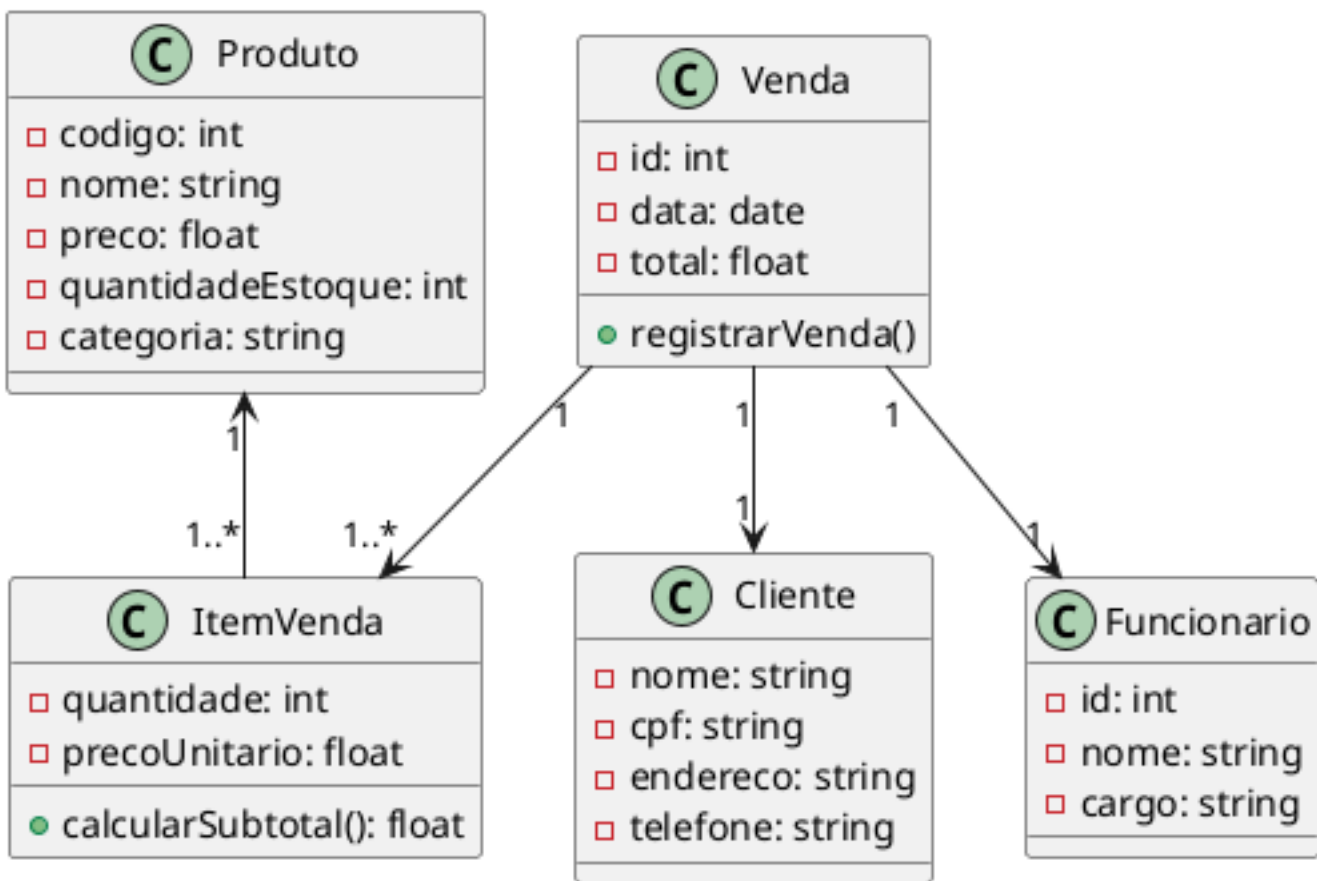 C Produto
codigo: int
nome: string
preco: float
quantidadeEstoque: int
categoria: string
C Venda
id: int
data: date
total: float
registrarVenda()
1
1..*
1
1..*
1
1
1
1
C ItemVenda
quantidade: int
precoUnitario: float
calcularSubtotal(): float
C Cliente
nome: string
cpf: string
endereco: string
telefone: string
C Funcionario
id: int
nome: string
cargo: string